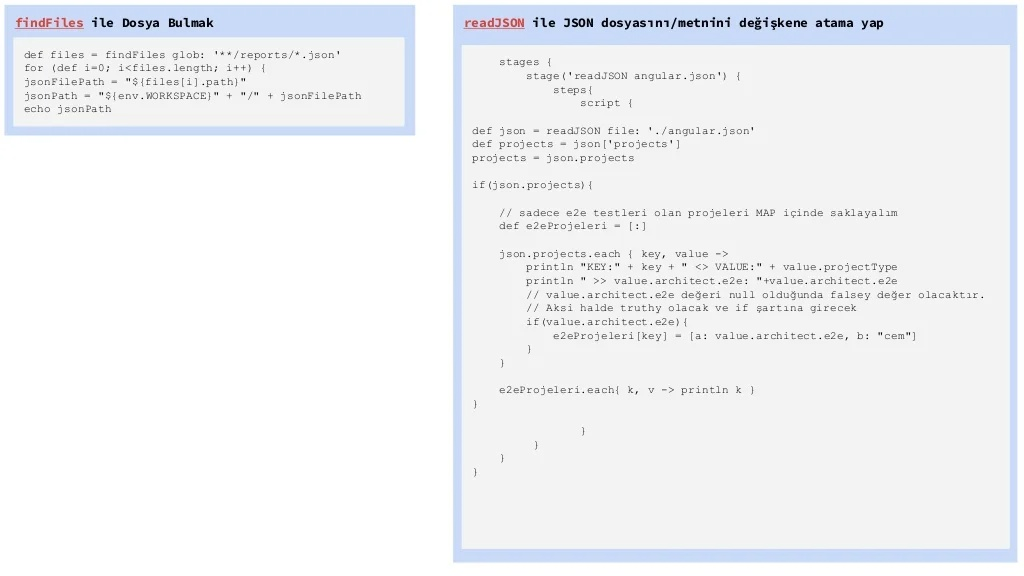 findFiles ile Dosya Bulmak
def files = findFiles glob: '**/reports/*.json'
for (def i=0; i<files.length; i++) {
jsonFilePath = "${files[i].path}"
jsonPath = "${env.WORKSPACE}" + "/" + jsonFilePath
echo jsonPath
readJSON ile JSON dosyasını/metnini değişkene atama yap
    stages {
        stage('readJSON angular.json') {
            steps{
                script {
def json = readJSON file: './angular.json'
def projects = json['projects']
projects = json.projects
if(json.projects){
    // sadece e2e testleri olan projeleri MAP içinde saklayalım
    def e2eProjeleri = [:]
    json.projects.each { key, value ->
        println "KEY:" + key + " <> VALUE:" + value.projectType
        println " >> value.architect.e2e: "+value.architect.e2e
        // value.architect.e2e değeri null olduğunda falsey değer olacaktır.
        // Aksi halde truthy olacak ve if şartına girecek
        if(value.architect.e2e){
            e2eProjeleri[key] = [a: value.architect.e2e, b: "cem"]
        }
    }
    e2eProjeleri.each{ k, v -> println k }
}
                }
         }
    }
}